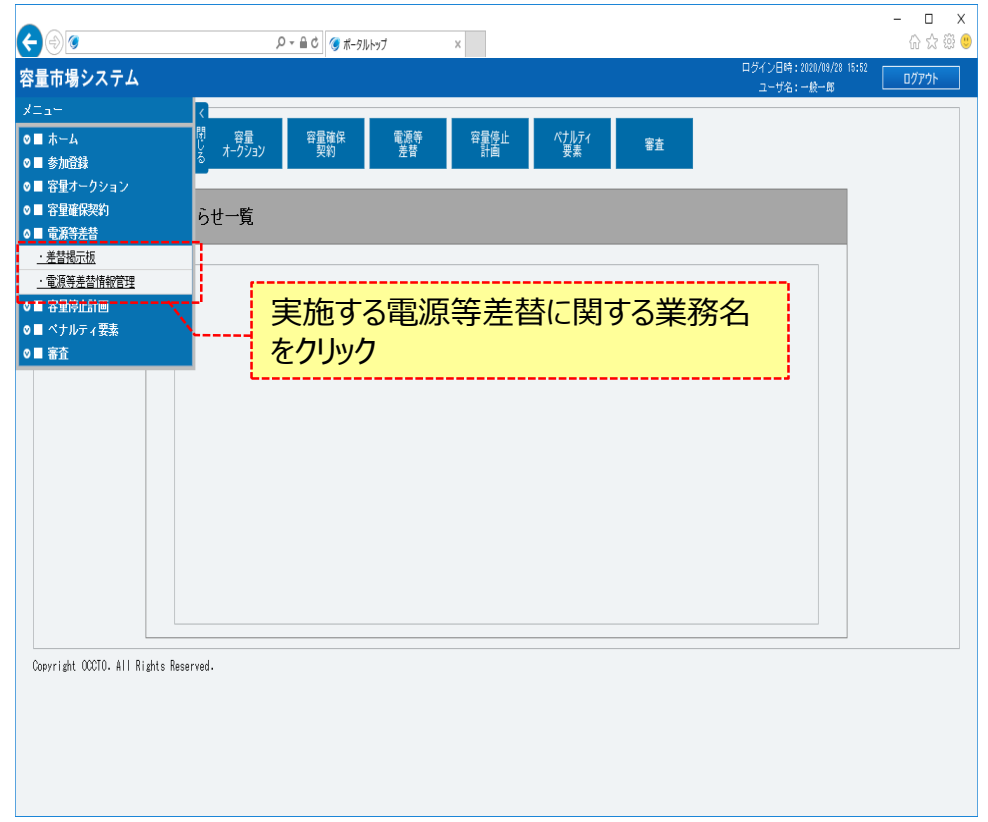 ポータルトップ
容量市場システム
ログイン日時：2020/09/28 15:52
ユーザ名：一般一郎
ログアウト
メニュー
閉じる
ホーム
参加登録
容量オークション
容量確保契約
電源等差替
・差替掲示板
・電源等差替情報管理
容量停止計画
ペナルティ要素
審査
容量
オークション
容量確保
契約
電源等
差替
容量停止
計画
ペナルティ
要素
審査
らせ一覧
実施する電源等差替に関する業務名
をクリック
Copyright OCCTO. All Rights Reserved.